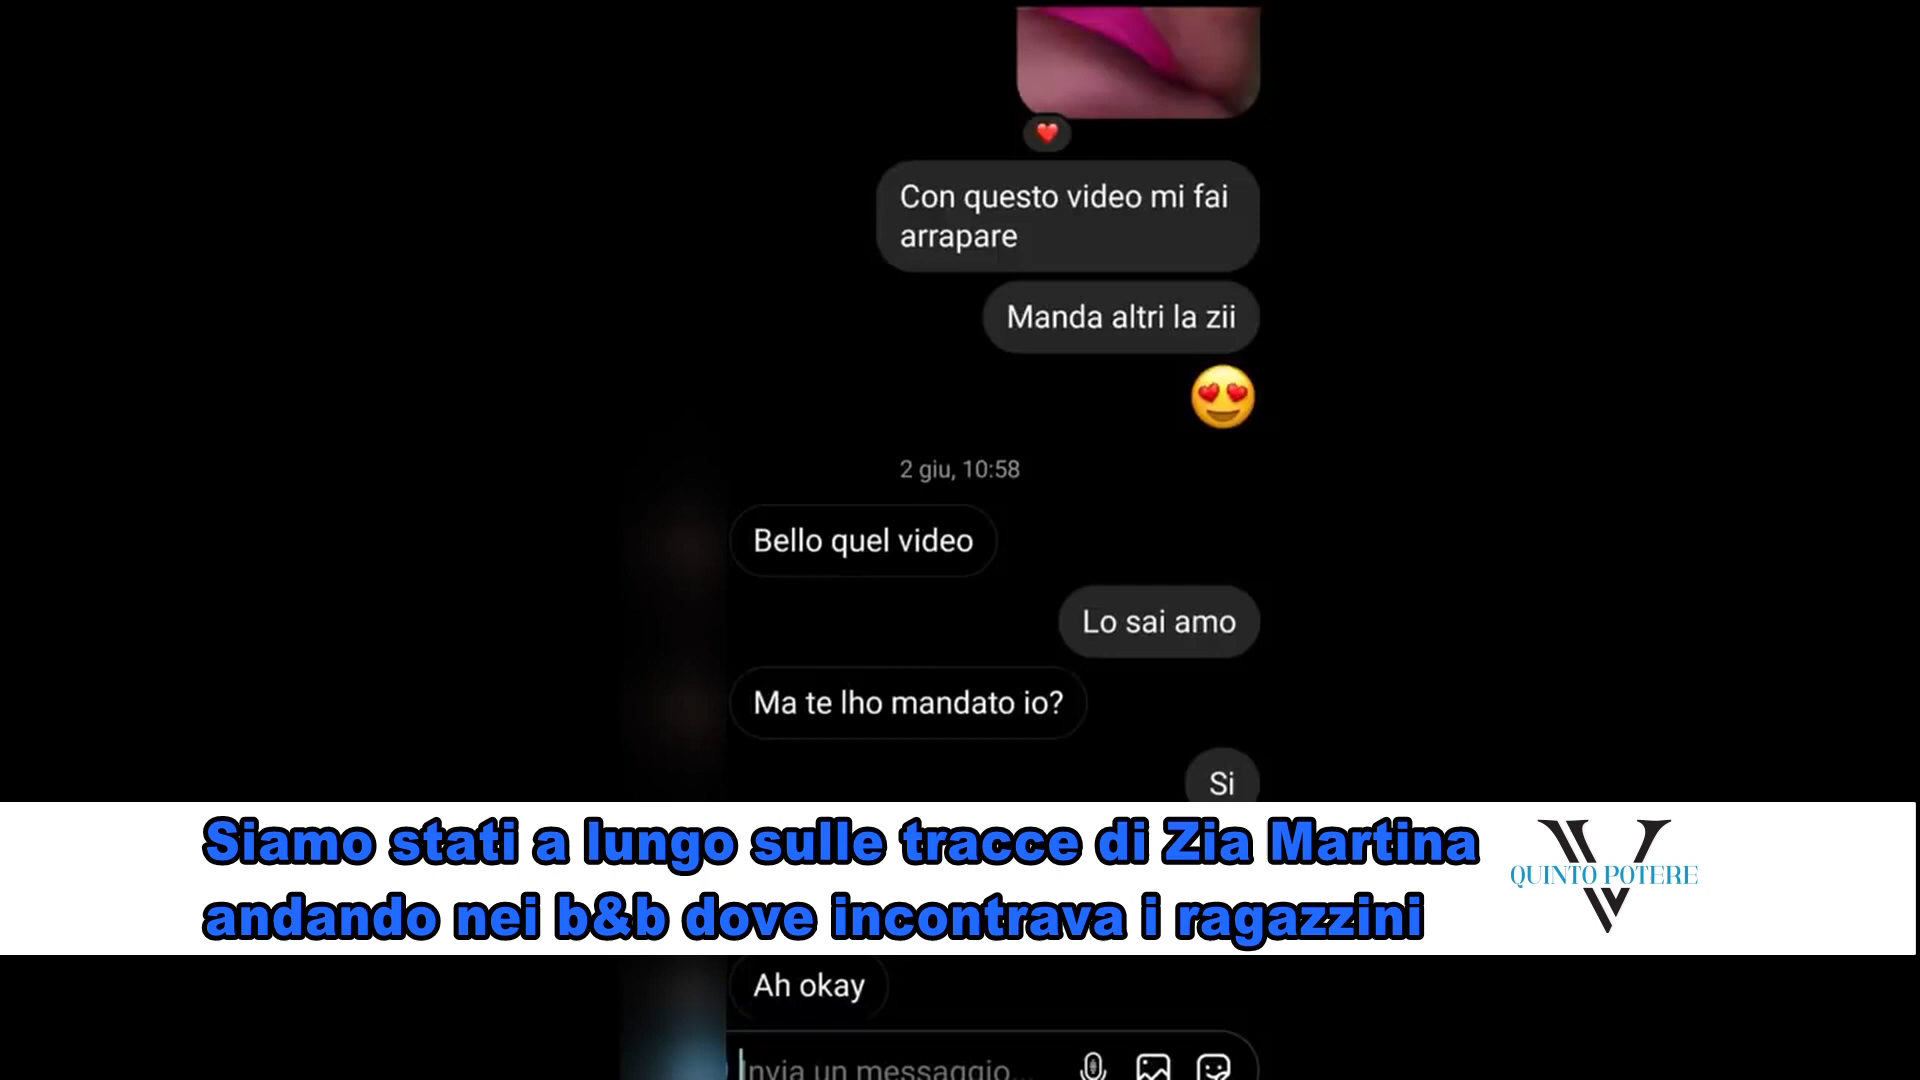 Con questo video mi fai
arrapare
Manda altri la zii
2 giu, 10:58
Bello quel video
Lo sai amo
Ma te lho mandato io?
Si
Siamo stati a lungo sulle tracce di Zia Martina
andando nei b&b dove incontrava i ragazzini
V
QUINTO POTERE
Ah okay
Invia un messaggio...